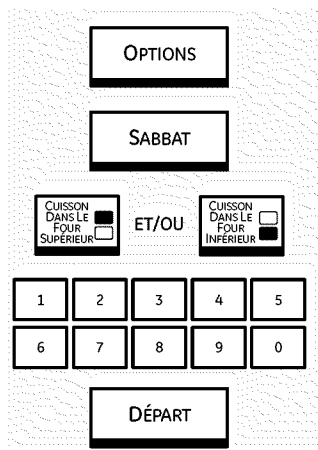 OPTIONS
SABBAT
CUISSON
DANS LE
FOUR
SUPÉRIEUR
ET/OU
CUISSON
DANS LE
FOUR
INFÉRIEUR
1 2 3 4 5
6 7 8 9 0
DÉPART